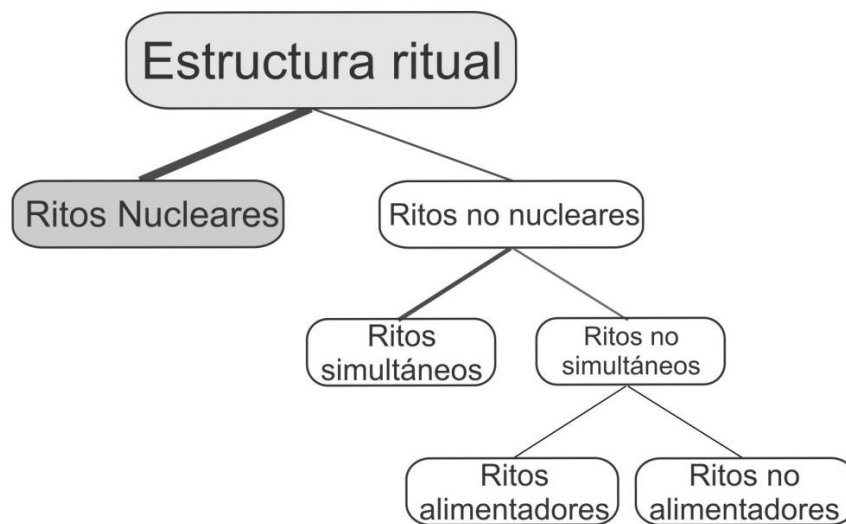 Estructura ritual
Ritos Nucleares
Ritos no nucleares
Ritos
simultáneos
Ritos no
simultáneos
Ritos
alimentadores
Ritos no
alimentadores